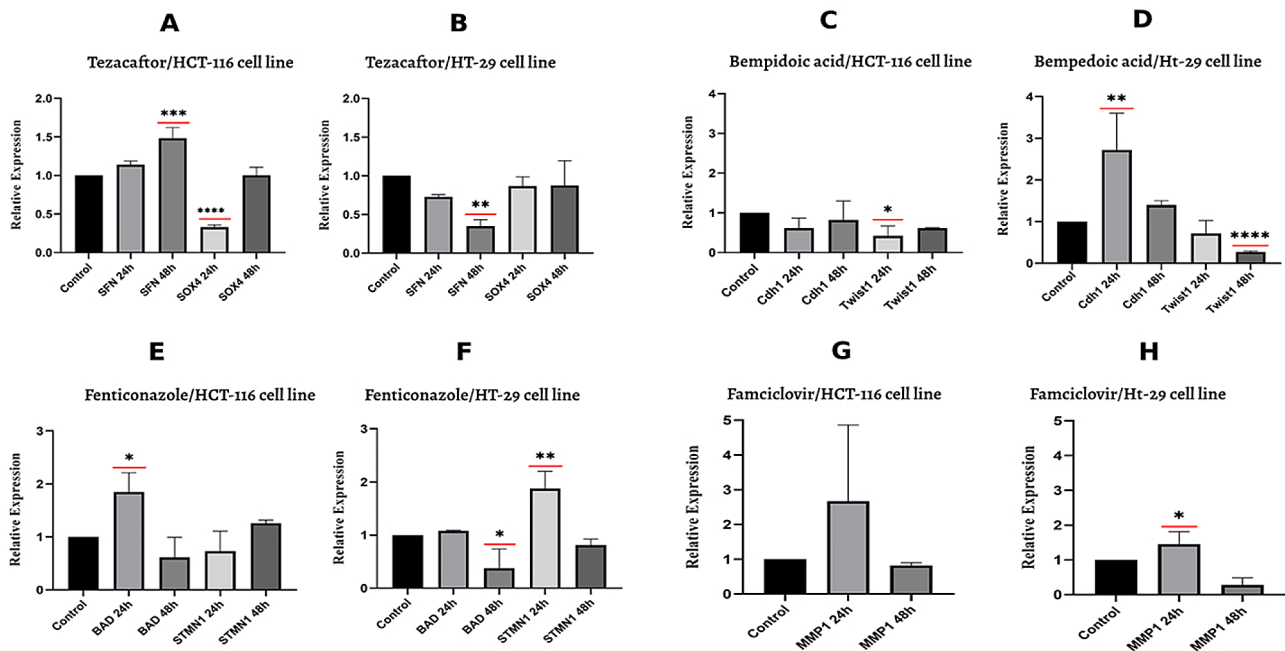 A
Tezacaftor/HCT-116 cell line
Relative Expression
2.0
1.5
1.0
0.5
0.0
***
****
Control
SFN 24h
SFN 48h
SOX4 24h
SOX4 48h
B
Tezacaftor/HT-29 cell line
Relative Expression
2.0
1.5
1.0
0.5
0.0
**
Control
SFN 24h
SFN 48h
SOX4 24h
SOX4 48h
C
Bempidoic acid/HCT-116 cell line
Relative Expression
4
3
2
1
0
*
Control
Cdh1 24h
Cdh1 48h
Twist1 24h
Twist1 48h
D
Bempedoic acid/Ht-29 cell line
Relative Expression
4
3
2
1
0
**
****
Control
Cdh1 24h
Cdh1 48h
Twist1 24h
Twist1 48h
E
Fenticonazole/HCT-116 cell line
Relative Expression
3
2
1
0
*
Control
BAD 24h
BAD 48h
STMN1 24h
STMN1 48h
F
Fenticonazole/HT-29 cell line
Relative Expression
3
2
1
0
*
**
Control
BAD 24h
BAD 48h
STMN1 24h
STMN1 48h
G
Famciclovir/HCT-116 cell line
Relative Expression
5
4
3
2
1
0
Control
MMP1 24h
MMP1 48h
H
Famciclovir/Ht-29 cell line
Relative Expression
5
4
3
2
1
0
*
Control
MMP1 24h
MMP1 48h